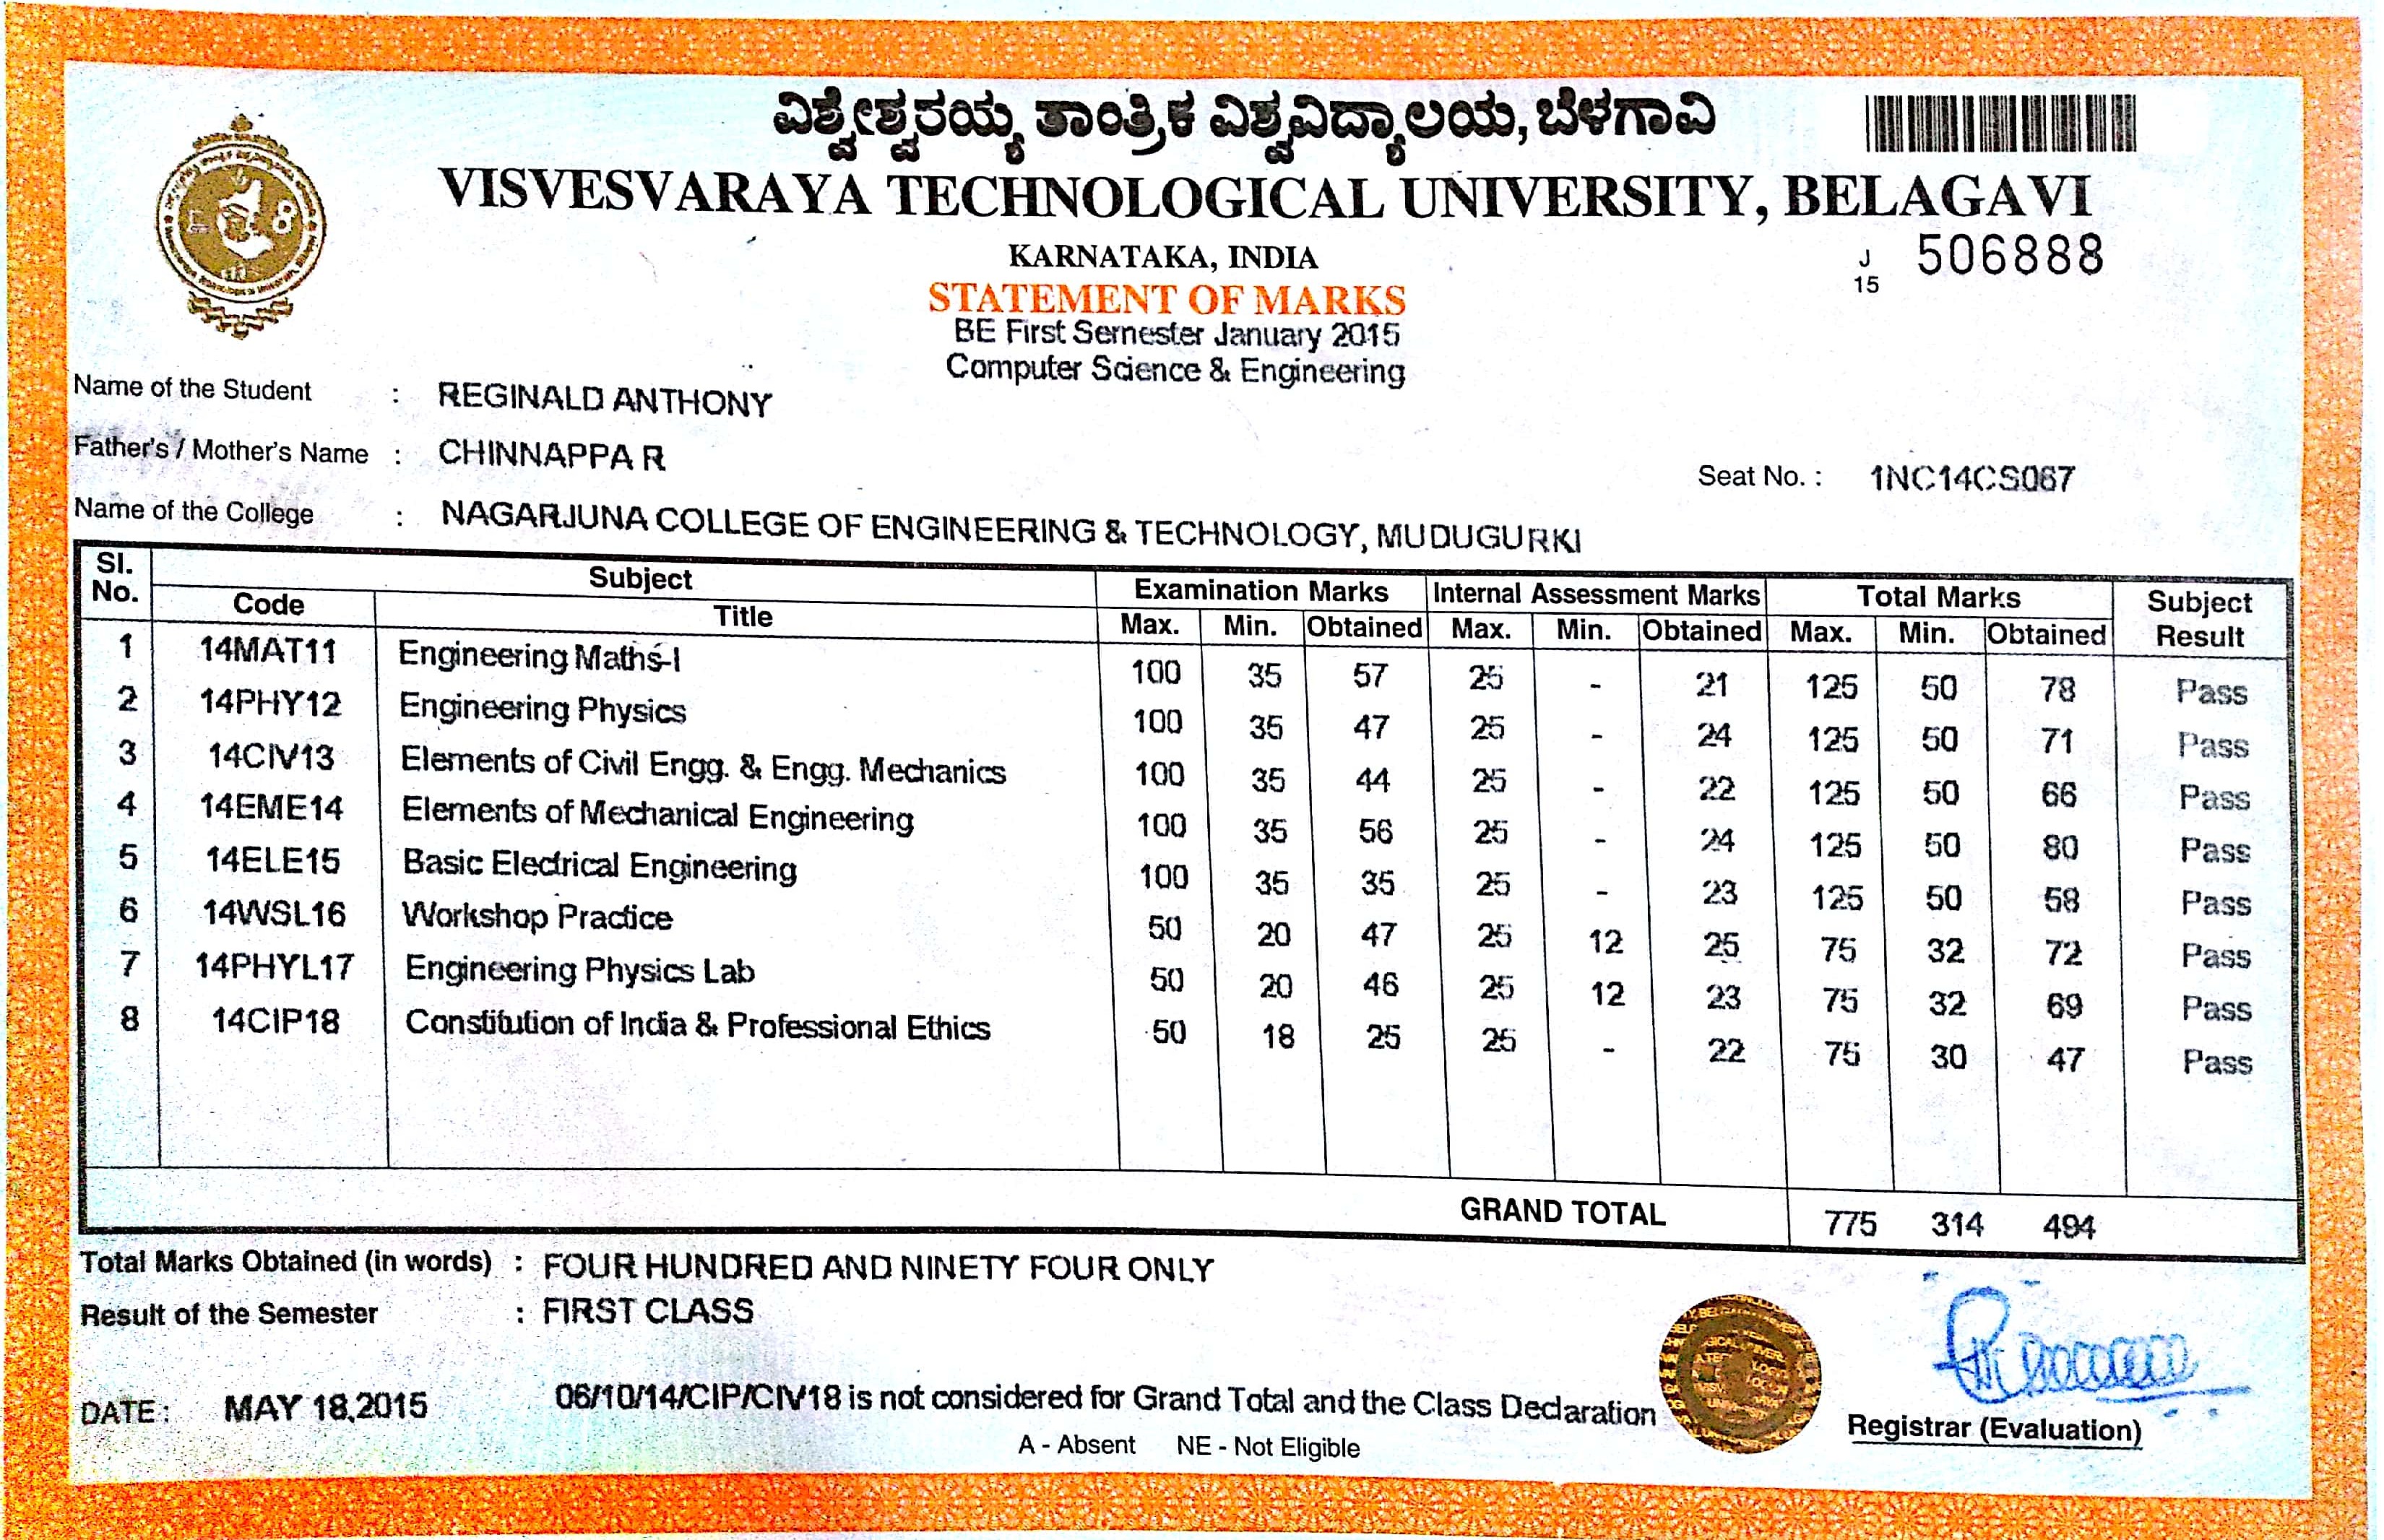 ವಿಶ್ವೇಶ್ವರಯ್ಯ ತಾಂತ್ರಿಕ ವಿಶ್ವವಿದ್ಯಾಲಯ, ಬೆಳಗಾವಿ
VISVESVARAYA TECHNOLOGICAL UNIVERSITY, BELAGAVI
KARNATAKA, INDIA
J 15 506888
STATEMENT OF MARKS
BE First Semester January 2015
Computer Science & Engineering
Name of the Student : REGINALD ANTHONY
Father's / Mother's Name : CHINNAPPA R
Seat No. : 1NC14CS067
Name of the College : NAGARJUNA COLLEGE OF ENGINEERING & TECHNOLOGY, MUDUGURKI
Sl. No. Subject Examination Marks Internal Assessment Marks Total Marks Subject Result
Code Title Max. Min. Obtained Max. Min. Obtained Max. Min. Obtained
1 14MAT11 Engineering Maths-I 100 35 57 25 - 21 125 50 78 Pass
2 14PHY12 Engineering Physics 100 35 47 25 - 24 125 50 71 Pass
3 14CIV13 Elements of Civil Engg. & Engg. Mechanics 100 35 44 25 - 22 125 50 66 Pass
4 14EME14 Elements of Mechanical Engineering 100 35 56 25 - 24 125 50 80 Pass
5 14ELE15 Basic Electrical Engineering 100 35 35 25 - 23 125 50 58 Pass
6 14WSL16 Workshop Practice 50 20 47 25 12 25 75 32 72 Pass
7 14PHYL17 Engineering Physics Lab 50 20 46 25 12 23 75 32 69 Pass
8 14CIP18 Constitution of India & Professional Ethics 50 18 25 25 - 22 75 30 47 Pass
GRAND TOTAL 775 314 494
Total Marks Obtained (in words) : FOUR HUNDRED AND NINETY FOUR ONLY
Result of the Semester : FIRST CLASS
DATE : MAY 18,2015
06/10/14/CIP/CIV18 is not considered for Grand Total and the Class Declaration
Registrar (Evaluation)
A - Absent NE - Not Eligible